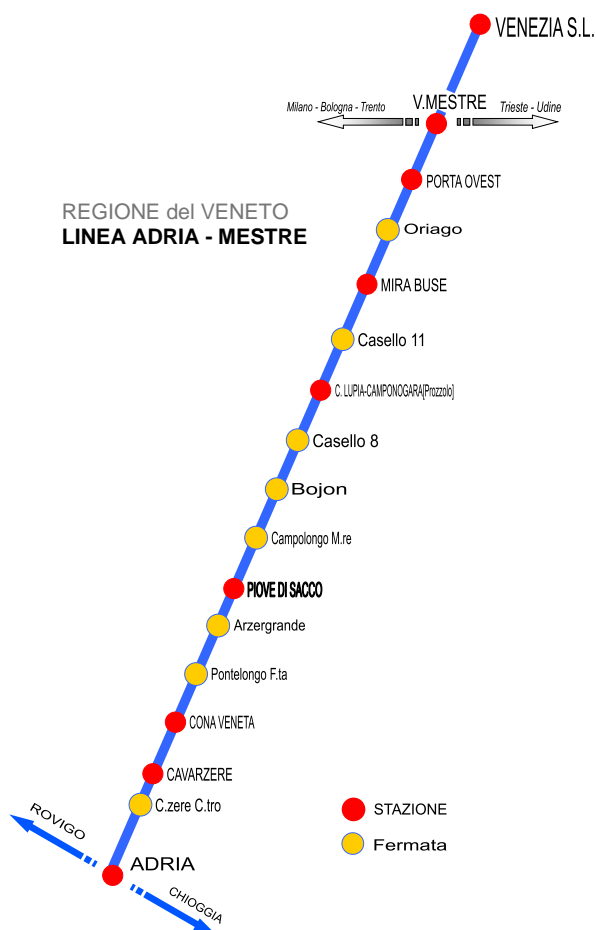 VENEZIA S.L.
V.MESTRE
Milano - Bologna - Trento
Trieste - Udine
PORTA OVEST
REGIONE del VENETO
LINEA ADRIA - MESTRE
Oriago
MIRA BUSE
Casello 11
C. LUPIA-CAMPONOGARA[Prozzolo]
Casello 8
Bojon
Campolongo M.re
PIOVE DI SACCO
Arzergrande
Pontelongo F.ta
CONA VENETA
CAVARZERE
C.zere C.tro
STAZIONE
Fermata
ROVIGO
ADRIA
CHIOGGIA